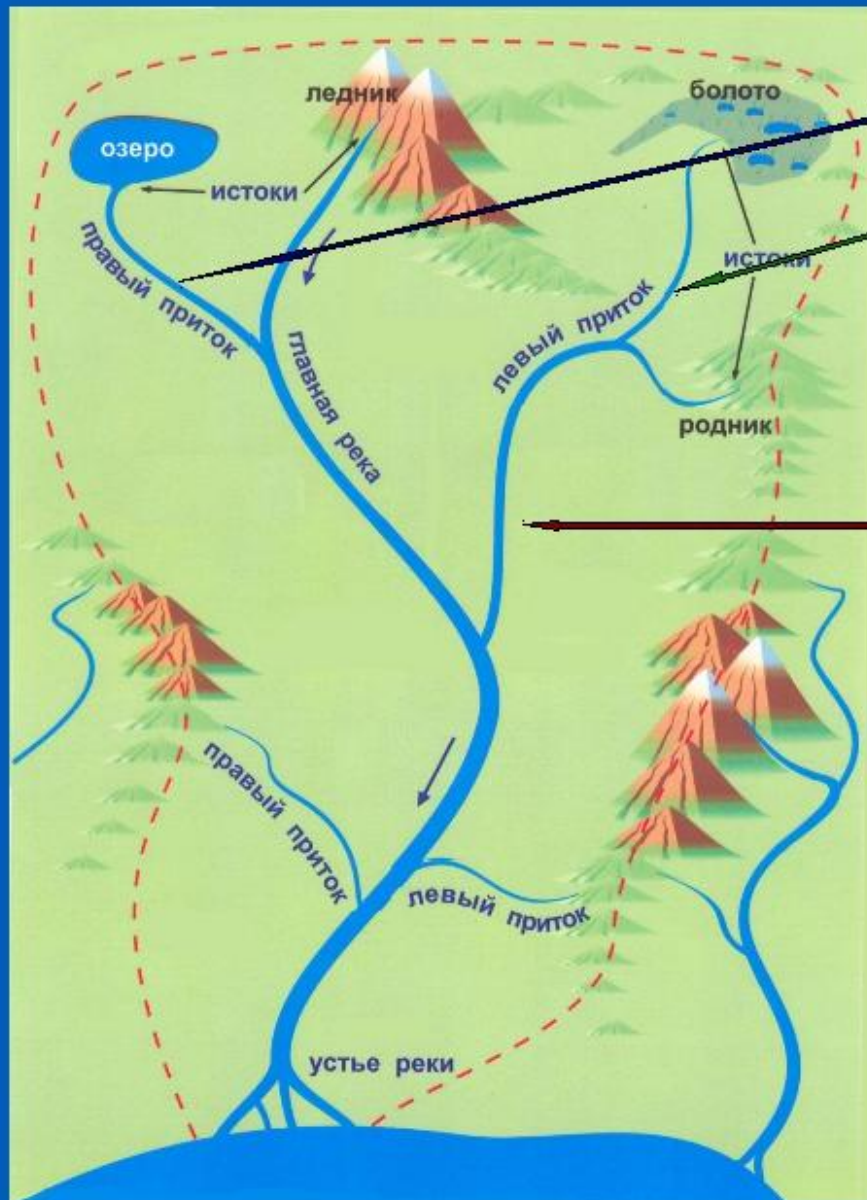 ледник
болото
озеро
истоки
истоки
правый приток
левый приток
главная река
родник
правый приток
левый приток
устье реки